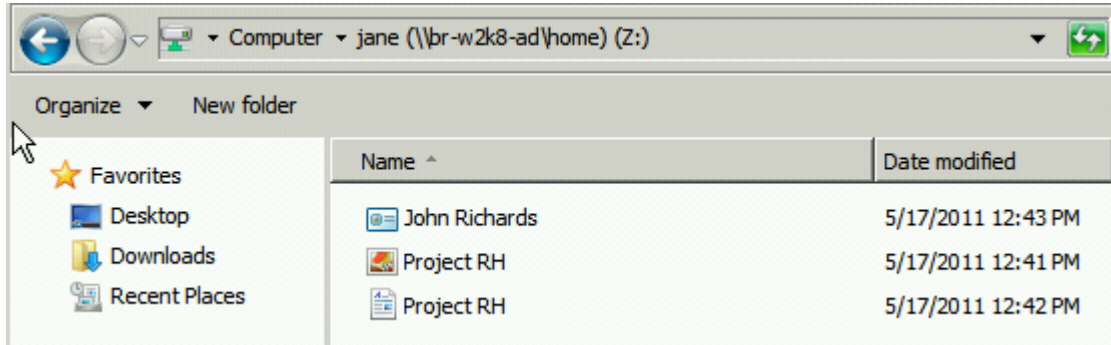 Computer jane (\\br-w2k8-ad\home) (Z:)
Organize New folder
Name Date modified
Favorites
Desktop
Downloads
Recent Places
John Richards 5/17/2011 12:43 PM
Project RH 5/17/2011 12:41 PM
Project RH 5/17/2011 12:42 PM